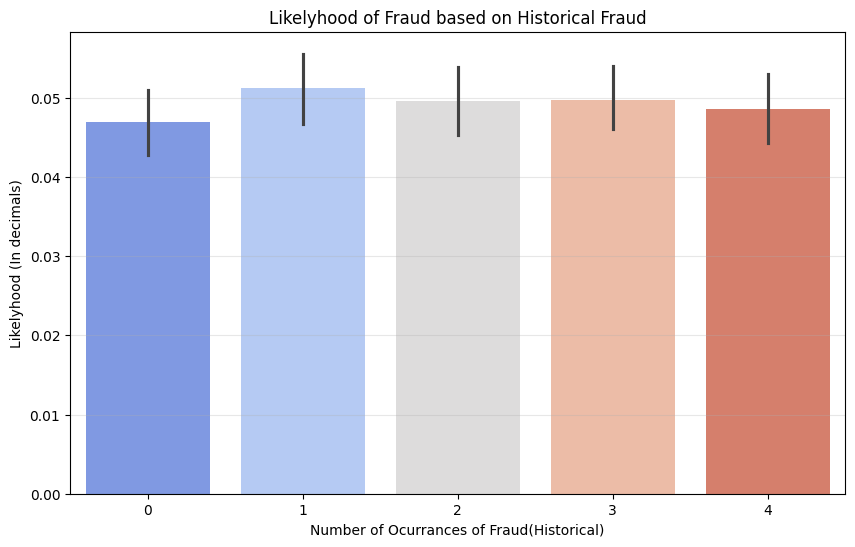 Likelyhood of Fraud based on Historical Fraud
Likelyhood (In decimals)
0.05
0.04
0.03
0.02
0.01
0.00
0 1 2 3 4
Number of Ocurrances of Fraud(Historical)